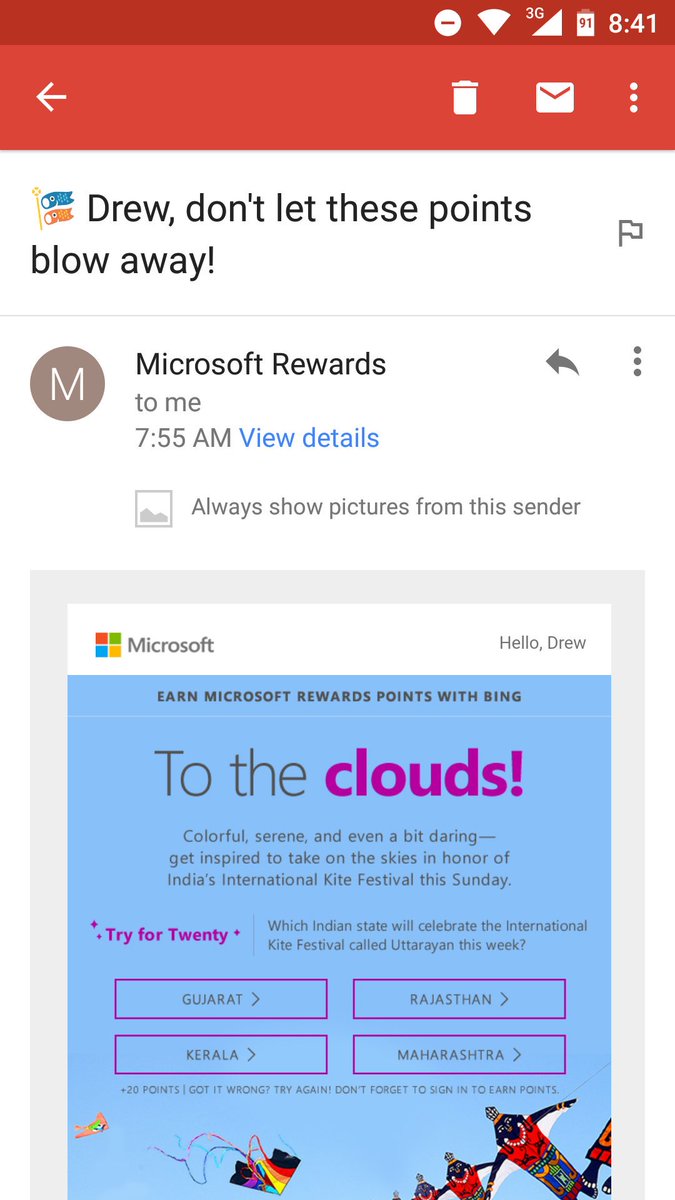 3G 91 8:41
🎏 Drew, don't let these points
blow away!
M
Microsoft Rewards
to me
7:55 AM View details
Always show pictures from this sender
Microsoft
Hello, Drew
EARN MICROSOFT REWARDS POINTS WITH BING
To the clouds!
Colorful, serene, and even a bit daring—
get inspired to take on the skies in honor of
India's International Kite Festival this Sunday.
Try for Twenty
Which Indian state will celebrate the International
Kite Festival called Uttarayan this week?
GUJARAT >
RAJASTHAN >
KERALA >
MAHARASHTRA >
+20 POINTS | GOT IT WRONG? TRY AGAIN! DON'T FORGET TO SIGN IN TO EARN POINTS.